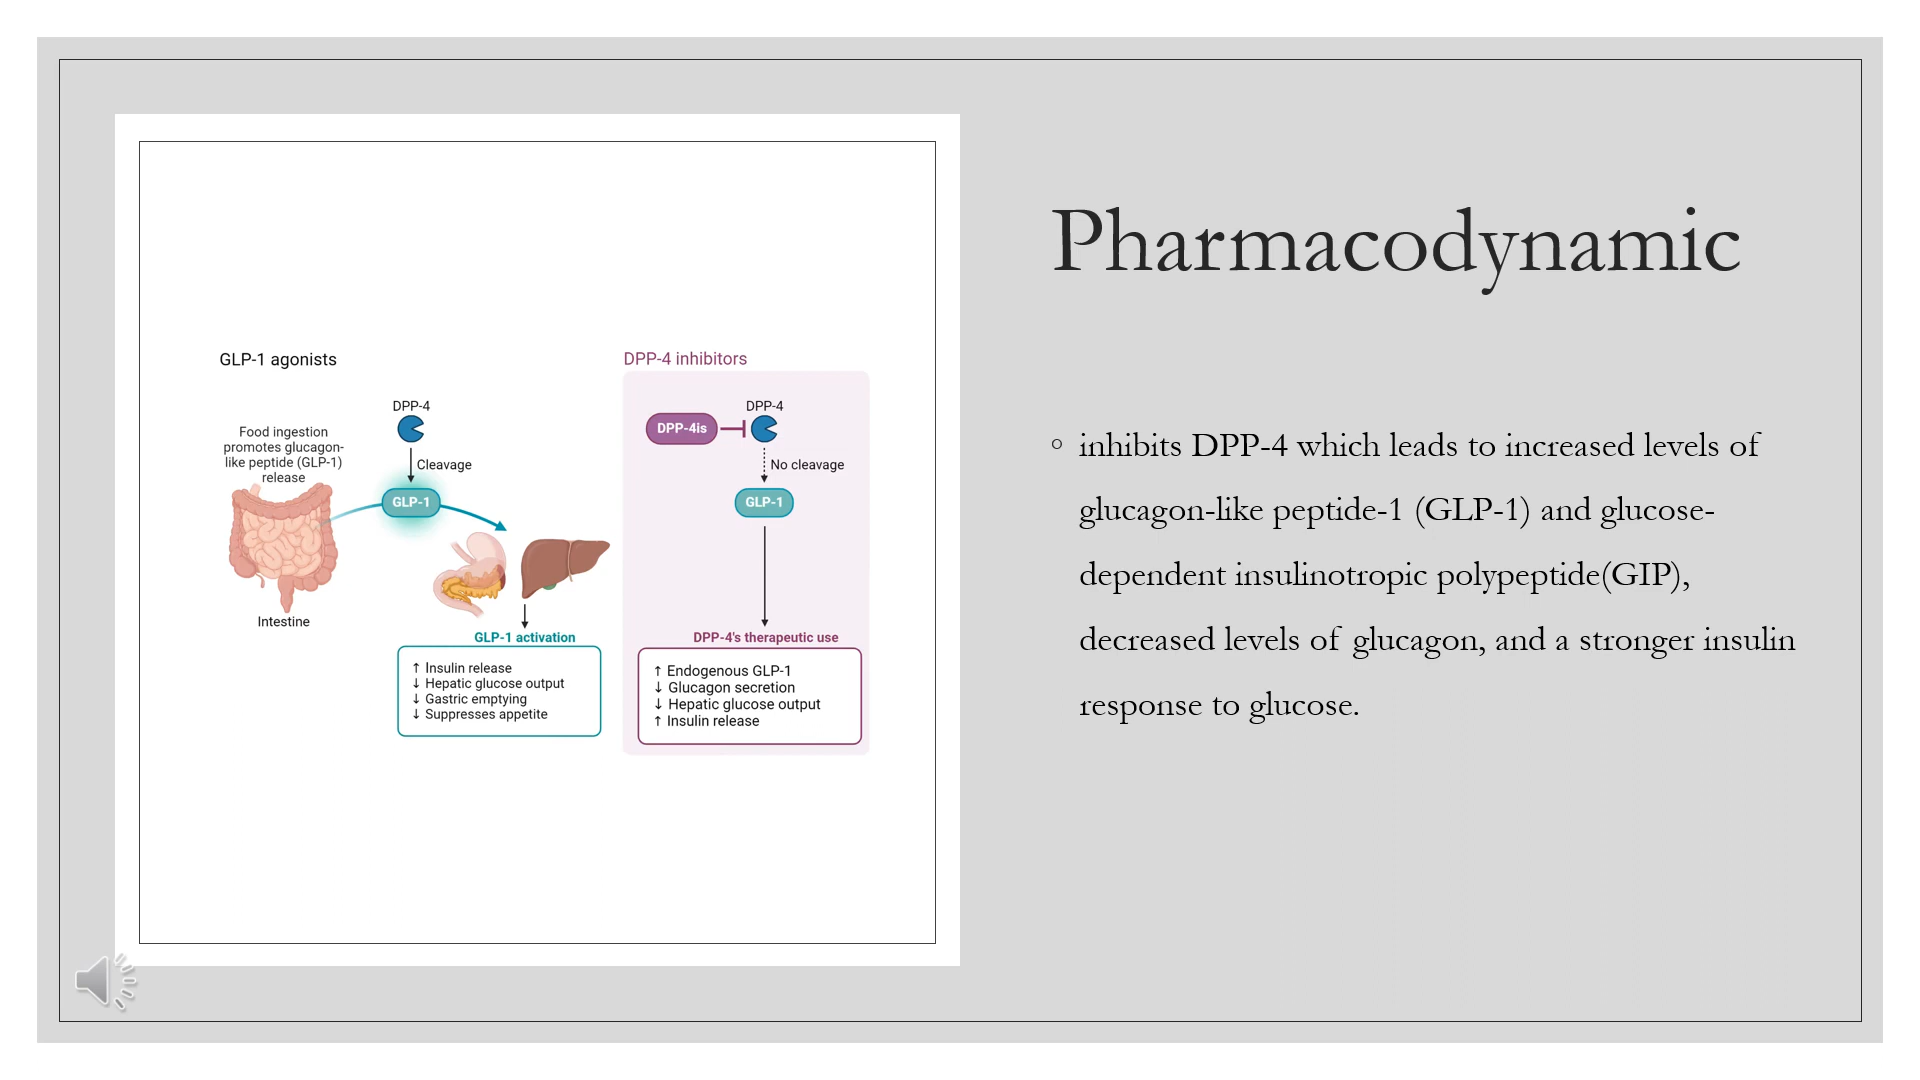 GLP-1 agonists
DPP-4
Food ingestion
promotes glucagon-
like peptide (GLP-1)
release
Cleavage
GLP-1
Intestine
GLP-1 activation
↑ Insulin release
↓ Hepatic glucose output
↓ Gastric emptying
↓ Suppresses appetite
DPP-4 inhibitors
DPP-4
DPP-4is
No cleavage
GLP-1
DPP-4's therapeutic use
↑ Endogenous GLP-1
↓ Glucagon secretion
↓ Hepatic glucose output
↑ Insulin release
Pharmacodynamic
◦ inhibits DPP-4 which leads to increased levels of
glucagon-like peptide-1 (GLP-1) and glucose-
dependent insulinotropic polypeptide(GIP),
decreased levels of glucagon, and a stronger insulin
response to glucose.